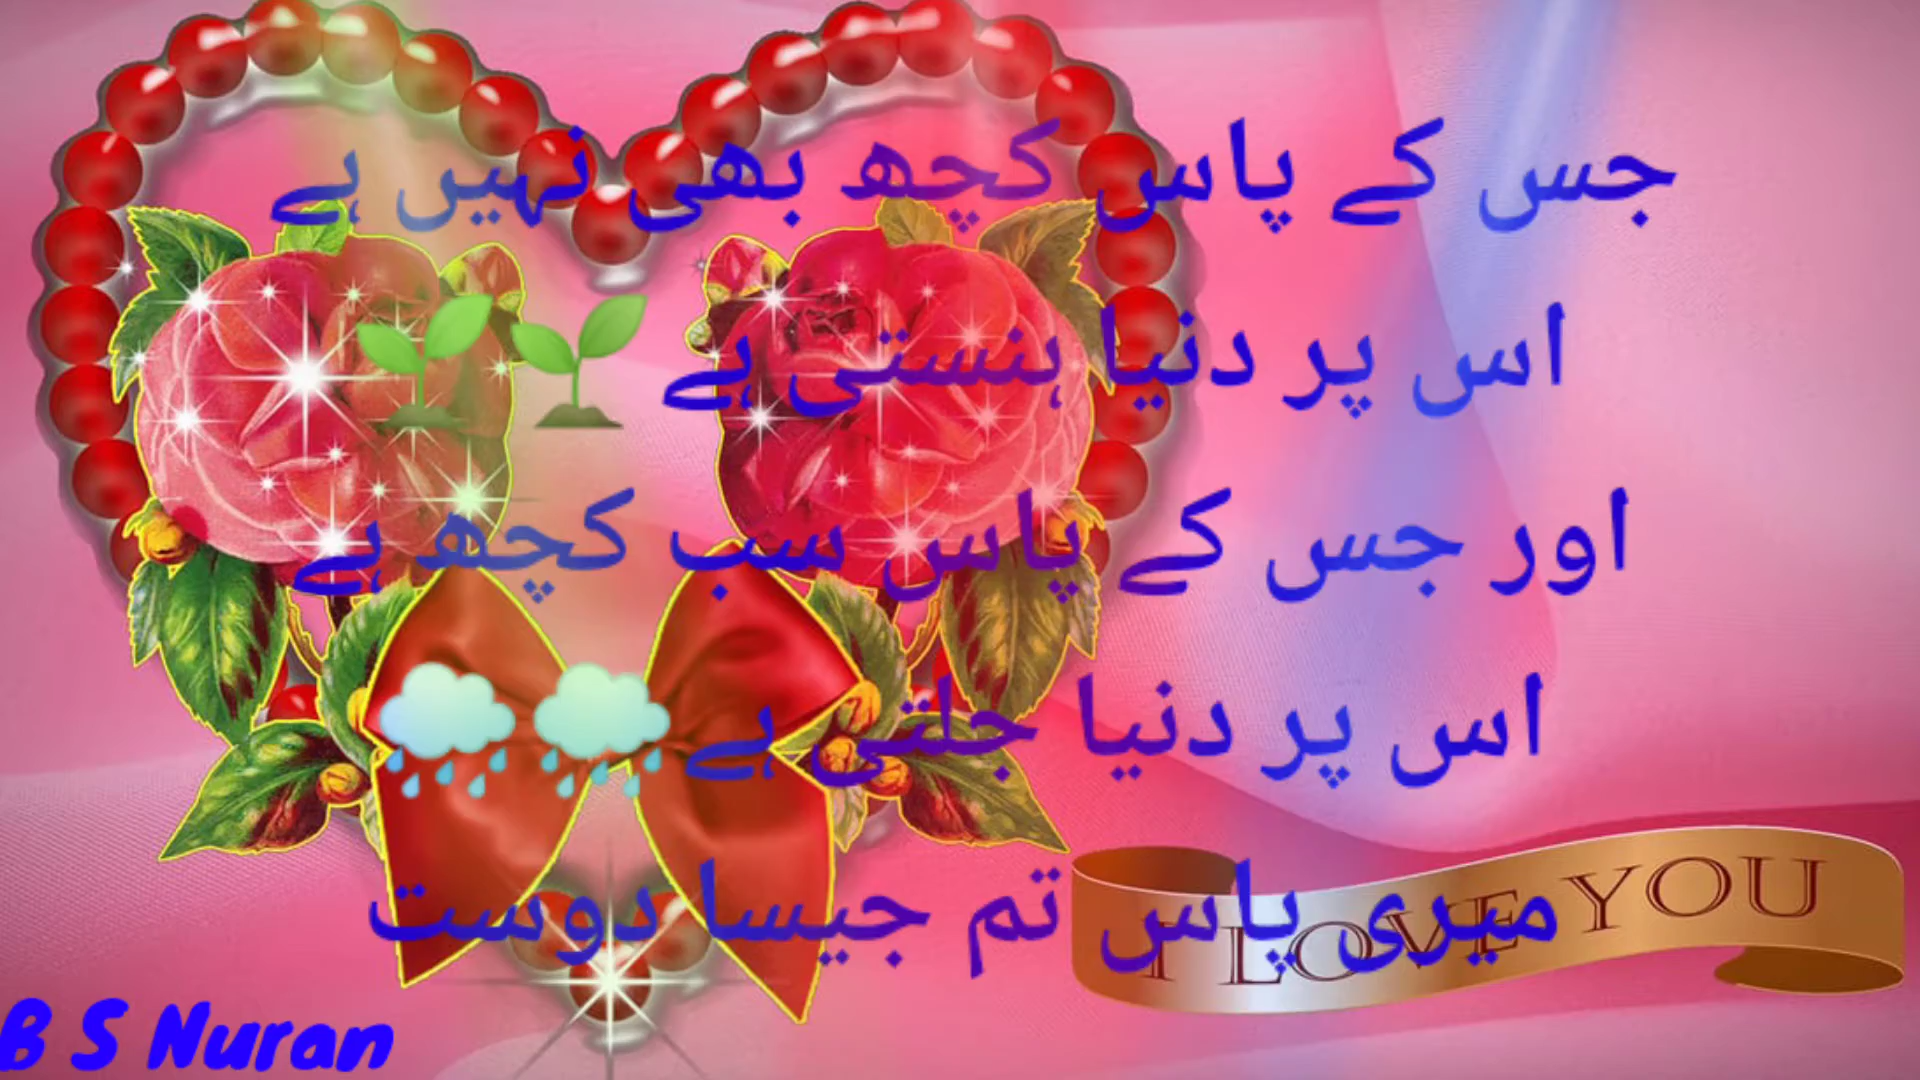 جس کے پاس کچھ بھی نہیں ہے
اس پر دنیا ہنستی ہے 🌱🌱
اور جس کے پاس سب کچھ ہے
اس پر دنیا جلتی ہے 🌧️🌧️
میری پاس تم جیسا دوست
I LOVE YOU
B S Nuran